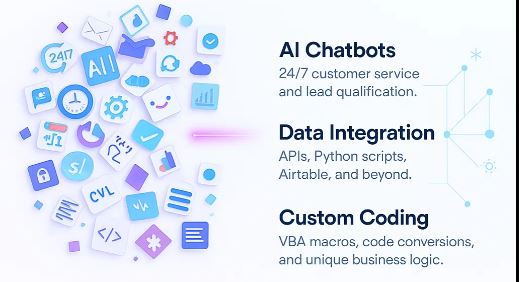 24/7
AI
CVL
</>
AI Chatbots
24/7 customer service
and lead qualification.
Data Integration
APIs, Python scripts,
Airtable, and beyond.
Custom Coding
VBA macros, code conversions,
and unique business logic.